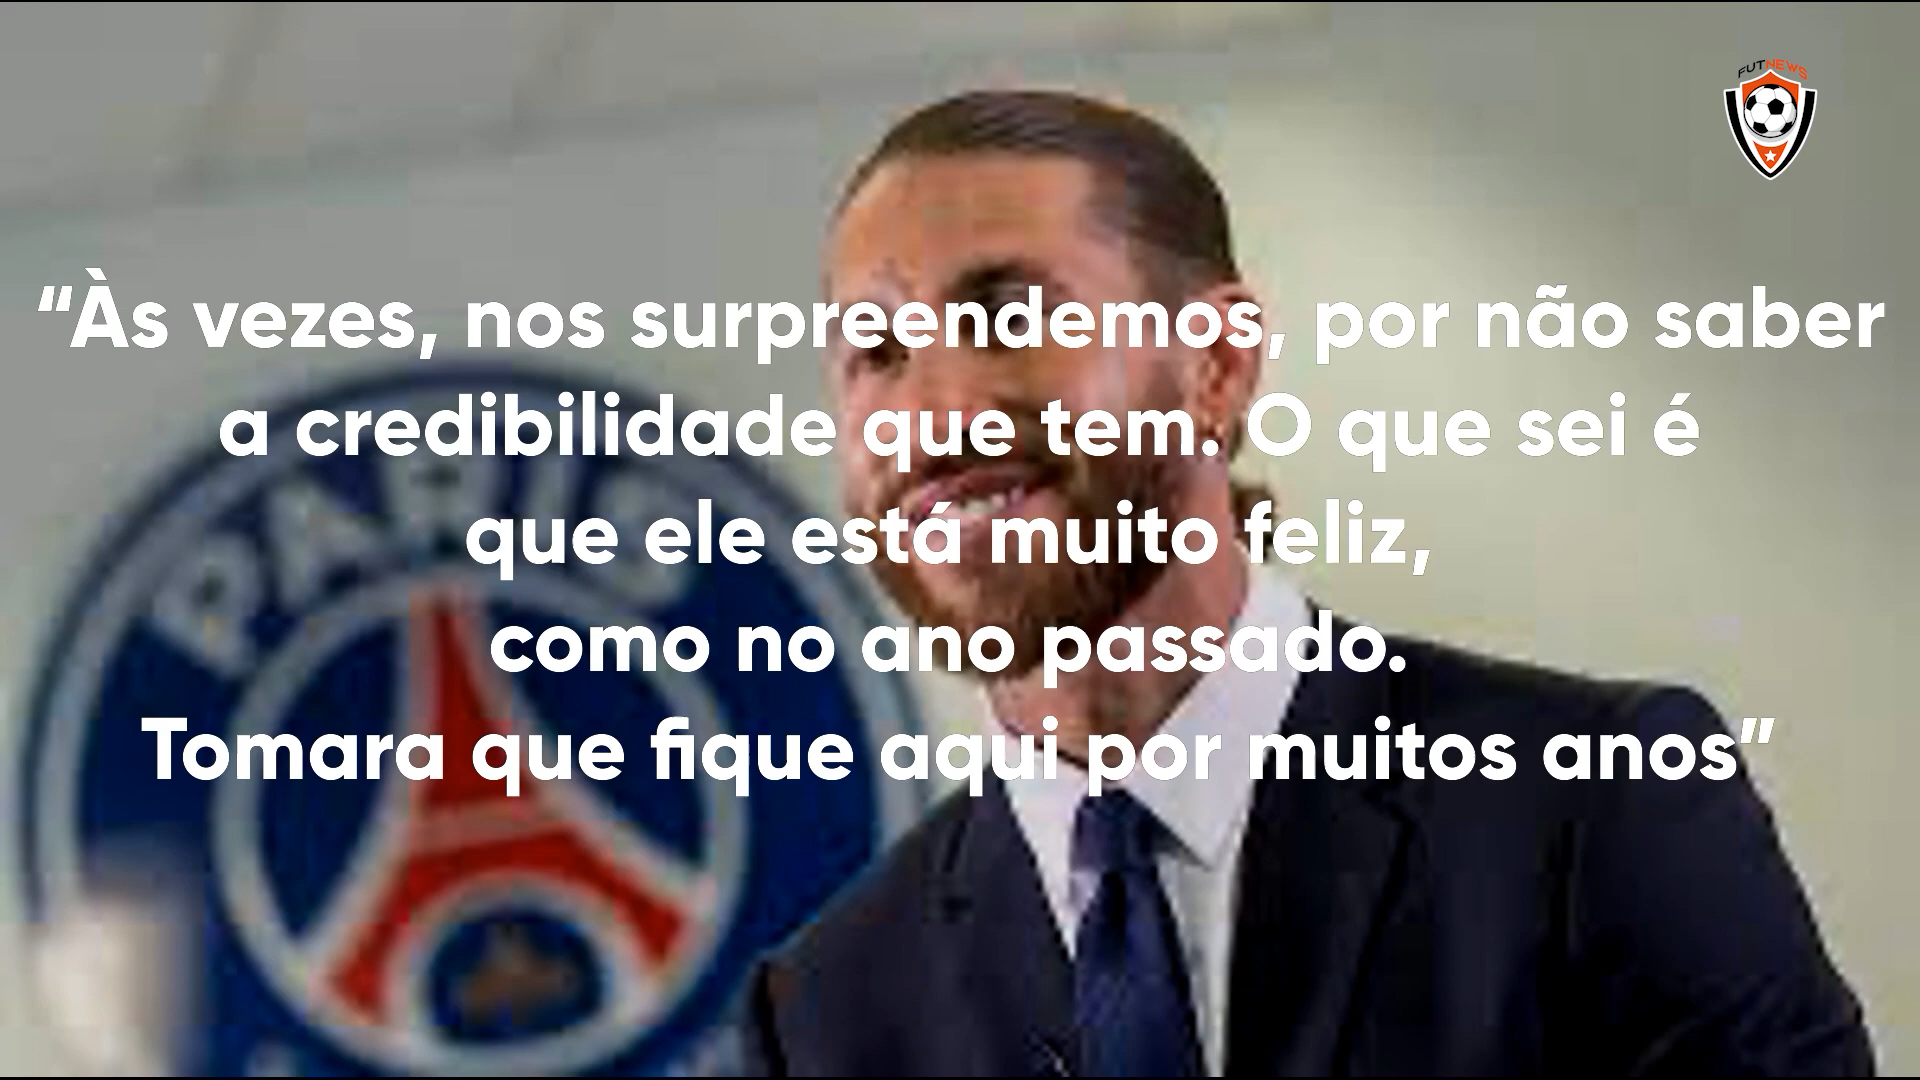 FUTNEWS
“Às vezes, nos surpreendemos, por não saber
a credibilidade que tem. O que sei é
que ele está muito feliz,
como no ano passado.
Tomara que fique aqui por muitos anos”
PARIS